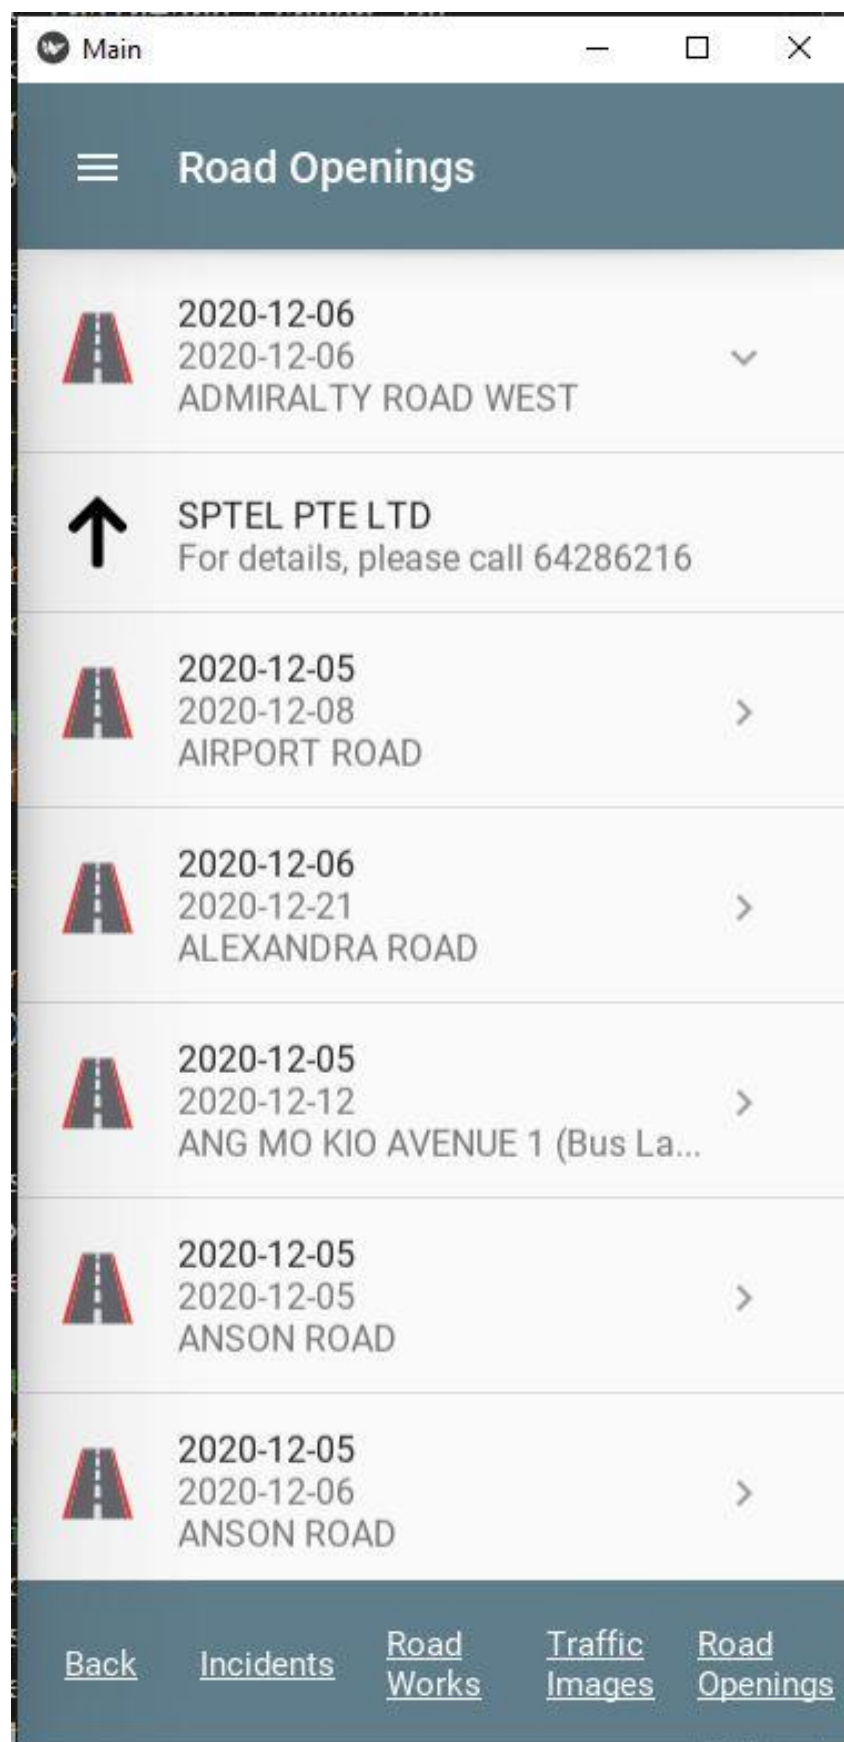 Main
Road Openings
2020-12-06
2020-12-06
ADMIRALTY ROAD WEST
SPTEL PTE LTD
For details, please call 64286216
2020-12-05
2020-12-08
AIRPORT ROAD
2020-12-06
2020-12-21
ALEXANDRA ROAD
2020-12-05
2020-12-12
ANG MO KIO AVENUE 1 (Bus La...
2020-12-05
2020-12-05
ANSON ROAD
2020-12-05
2020-12-06
ANSON ROAD
Back
Incidents
Road
Works
Traffic
Images
Road
Openings